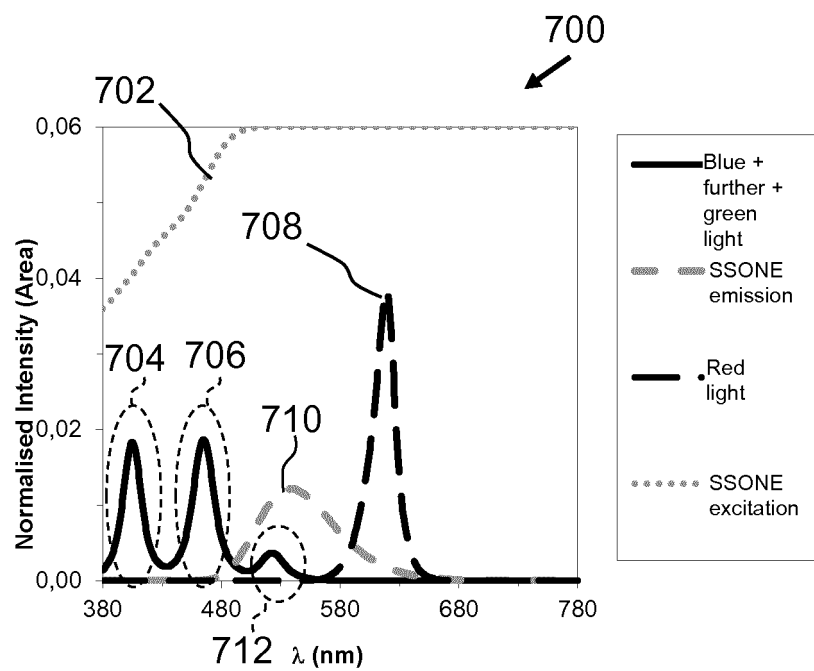 700
702
0,06
0,04
0,02
0,00
Normalised Intensity (Area)
704
706
708
710
712
380
480
580
680
780
λ (nm)
Blue +
further +
green
light
SSONE
emission
Red
light
SSONE
excitation